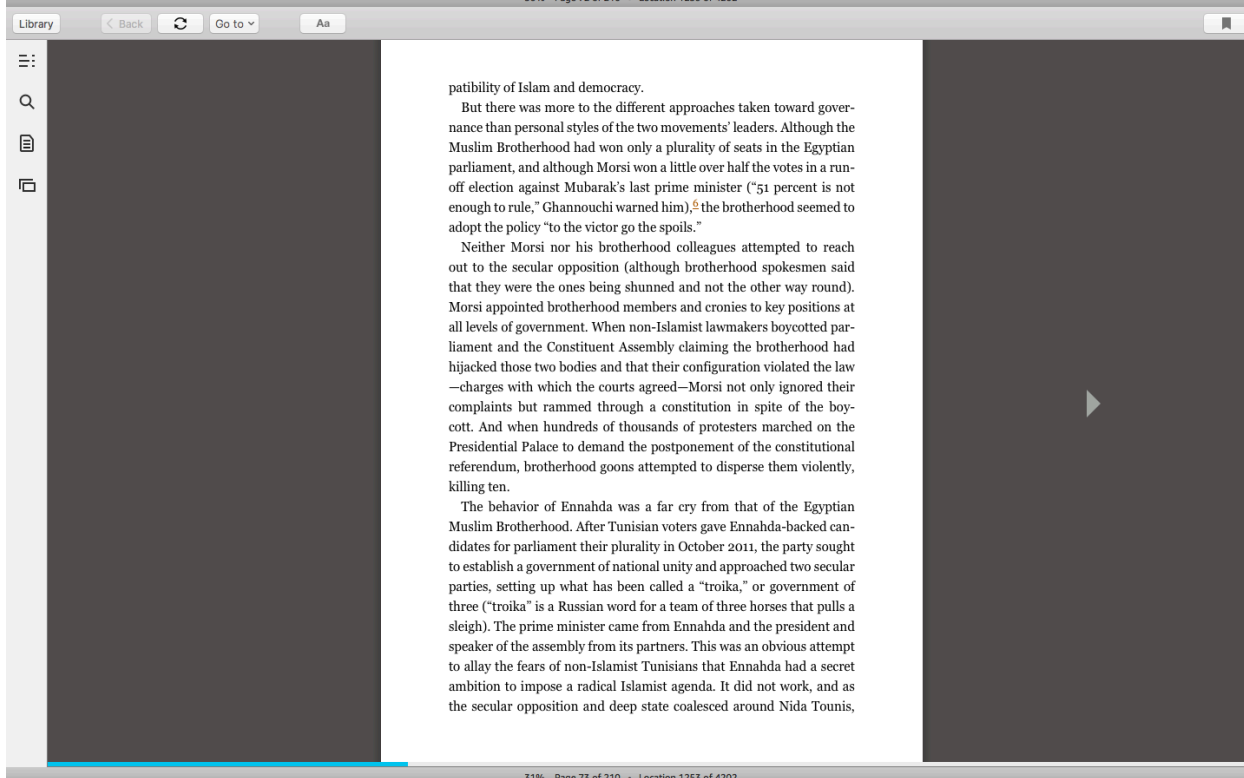 Library
Back
Go to
Aa
patibility of Islam and democracy.
But there was more to the different approaches taken toward gover-
nance than personal styles of the two movements’ leaders. Although the
Muslim Brotherhood had won only a plurality of seats in the Egyptian
parliament, and although Morsi won a little over half the votes in a run-
off election against Mubarak’s last prime minister (“51 percent is not
enough to rule,” Ghannouchi warned him),6 the brotherhood seemed to
adopt the policy “to the victor go the spoils.”
Neither Morsi nor his brotherhood colleagues attempted to reach
out to the secular opposition (although brotherhood spokesmen said
that they were the ones being shunned and not the other way round).
Morsi appointed brotherhood members and cronies to key positions at
all levels of government. When non-Islamist lawmakers boycotted par-
liament and the Constituent Assembly claiming the brotherhood had
hijacked those two bodies and that their configuration violated the law
—charges with which the courts agreed—Morsi not only ignored their
complaints but rammed through a constitution in spite of the boy-
cott. And when hundreds of thousands of protesters marched on the
Presidential Palace to demand the postponement of the constitutional
referendum, brotherhood goons attempted to disperse them violently,
killing ten.
The behavior of Ennahda was a far cry from that of the Egyptian
Muslim Brotherhood. After Tunisian voters gave Ennahda-backed can-
didates for parliament their plurality in October 2011, the party sought
to establish a government of national unity and approached two secular
parties, setting up what has been called a “troika,” or government of
three (“troika” is a Russian word for a team of three horses that pulls a
sleigh). The prime minister came from Ennahda and the president and
speaker of the assembly from its partners. This was an obvious attempt
to allay the fears of non-Islamist Tunisians that Ennahda had a secret
ambition to impose a radical Islamist agenda. It did not work, and as
the secular opposition and deep state coalesced around Nida Tounis,
31% Page 73 of 210 • Location 1253 of 4202